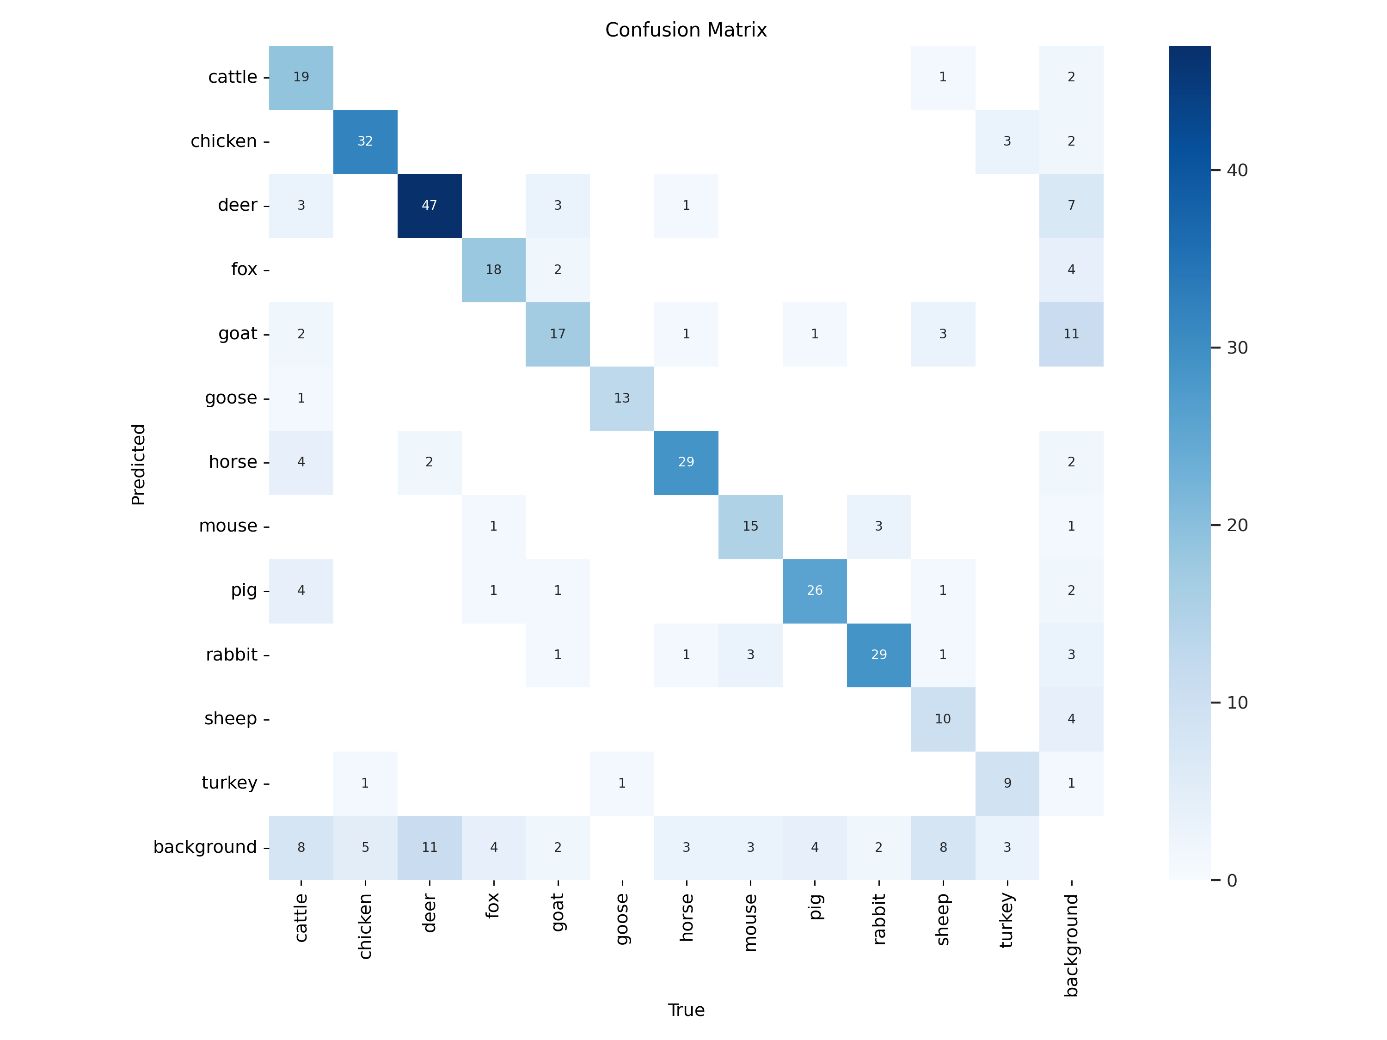 Confusion Matrix
cattle 19 1 2
chicken 32 3 2
deer 3 47 3 1 7
fox 18 2 4
goat 2 17 1 1 3 11
goose 1 13
horse 4 2 29 2
mouse 1 15 3 1
pig 4 1 1 26 1 2
rabbit 1 1 3 29 1 3
sheep 10 4
turkey 1 1 9 1
background 8 5 11 4 2 3 3 4 2 8 3
Predicted
cattle chicken deer fox goat goose horse mouse pig rabbit sheep turkey background
True
40
30
20
10
0